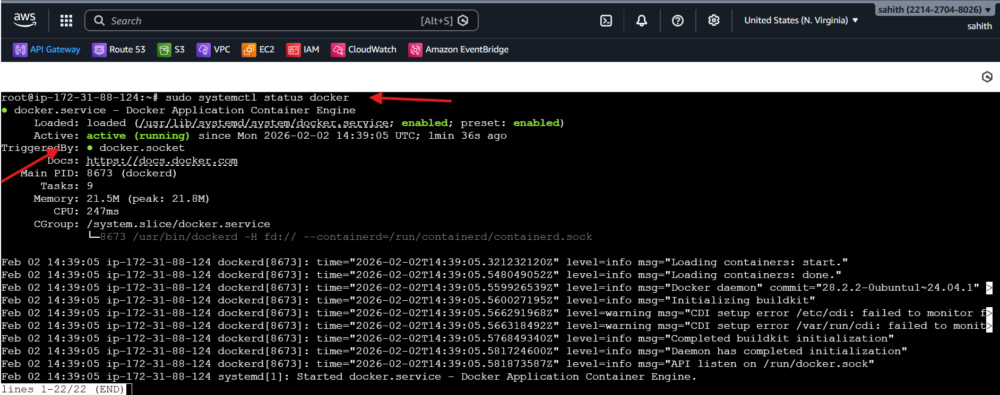 aws
Search [Alt+S]
United States (N. Virginia) ▼
sahith (2214-2704-8026) ▼
sahith
API Gateway Route 53 S3 VPC EC2 IAM CloudWatch Amazon EventBridge
root@ip-172-31-88-124:~# sudo systemctl status docker
● docker.service - Docker Application Container Engine
Loaded: loaded (/usr/lib/systemd/system/docker.service; enabled; preset: enabled)
Active: active (running) since Mon 2026-02-02 14:39:05 UTC; 1min 36s ago
TriggeredBy: ● docker.socket
Docs: https://docs.docker.com
Main PID: 8673 (dockerd)
Tasks: 9
Memory: 21.5M (peak: 21.8M)
CPU: 247ms
CGroup: /system.slice/docker.service
└─8673 /usr/bin/dockerd -H fd:// --containerd=/run/containerd/containerd.sock
Feb 02 14:39:05 ip-172-31-88-124 dockerd[8673]: time="2026-02-02T14:39:05.321232120Z" level=info msg="Loading containers: start."
Feb 02 14:39:05 ip-172-31-88-124 dockerd[8673]: time="2026-02-02T14:39:05.548049052Z" level=info msg="Loading containers: done."
Feb 02 14:39:05 ip-172-31-88-124 dockerd[8673]: time="2026-02-02T14:39:05.559926539Z" level=info msg="Docker daemon" commit="28.2.2-0ubuntu1~24.04.1" >
Feb 02 14:39:05 ip-172-31-88-124 dockerd[8673]: time="2026-02-02T14:39:05.560027195Z" level=info msg="Initializing buildkit"
Feb 02 14:39:05 ip-172-31-88-124 dockerd[8673]: time="2026-02-02T14:39:05.566291968Z" level=warning msg="CDI setup error /etc/cdi: failed to monitor f>
Feb 02 14:39:05 ip-172-31-88-124 dockerd[8673]: time="2026-02-02T14:39:05.566318492Z" level=warning msg="CDI setup error /var/run/cdi: failed to monit>
Feb 02 14:39:05 ip-172-31-88-124 dockerd[8673]: time="2026-02-02T14:39:05.576849340Z" level=info msg="Completed buildkit initialization"
Feb 02 14:39:05 ip-172-31-88-124 dockerd[8673]: time="2026-02-02T14:39:05.581724600Z" level=info msg="Daemon has completed initialization"
Feb 02 14:39:05 ip-172-31-88-124 dockerd[8673]: time="2026-02-02T14:39:05.581873587Z" level=info msg="API listen on /run/docker.sock"
Feb 02 14:39:05 ip-172-31-88-124 systemd[1]: Started docker.service - Docker Application Container Engine.
lines 1-22/22 (END)